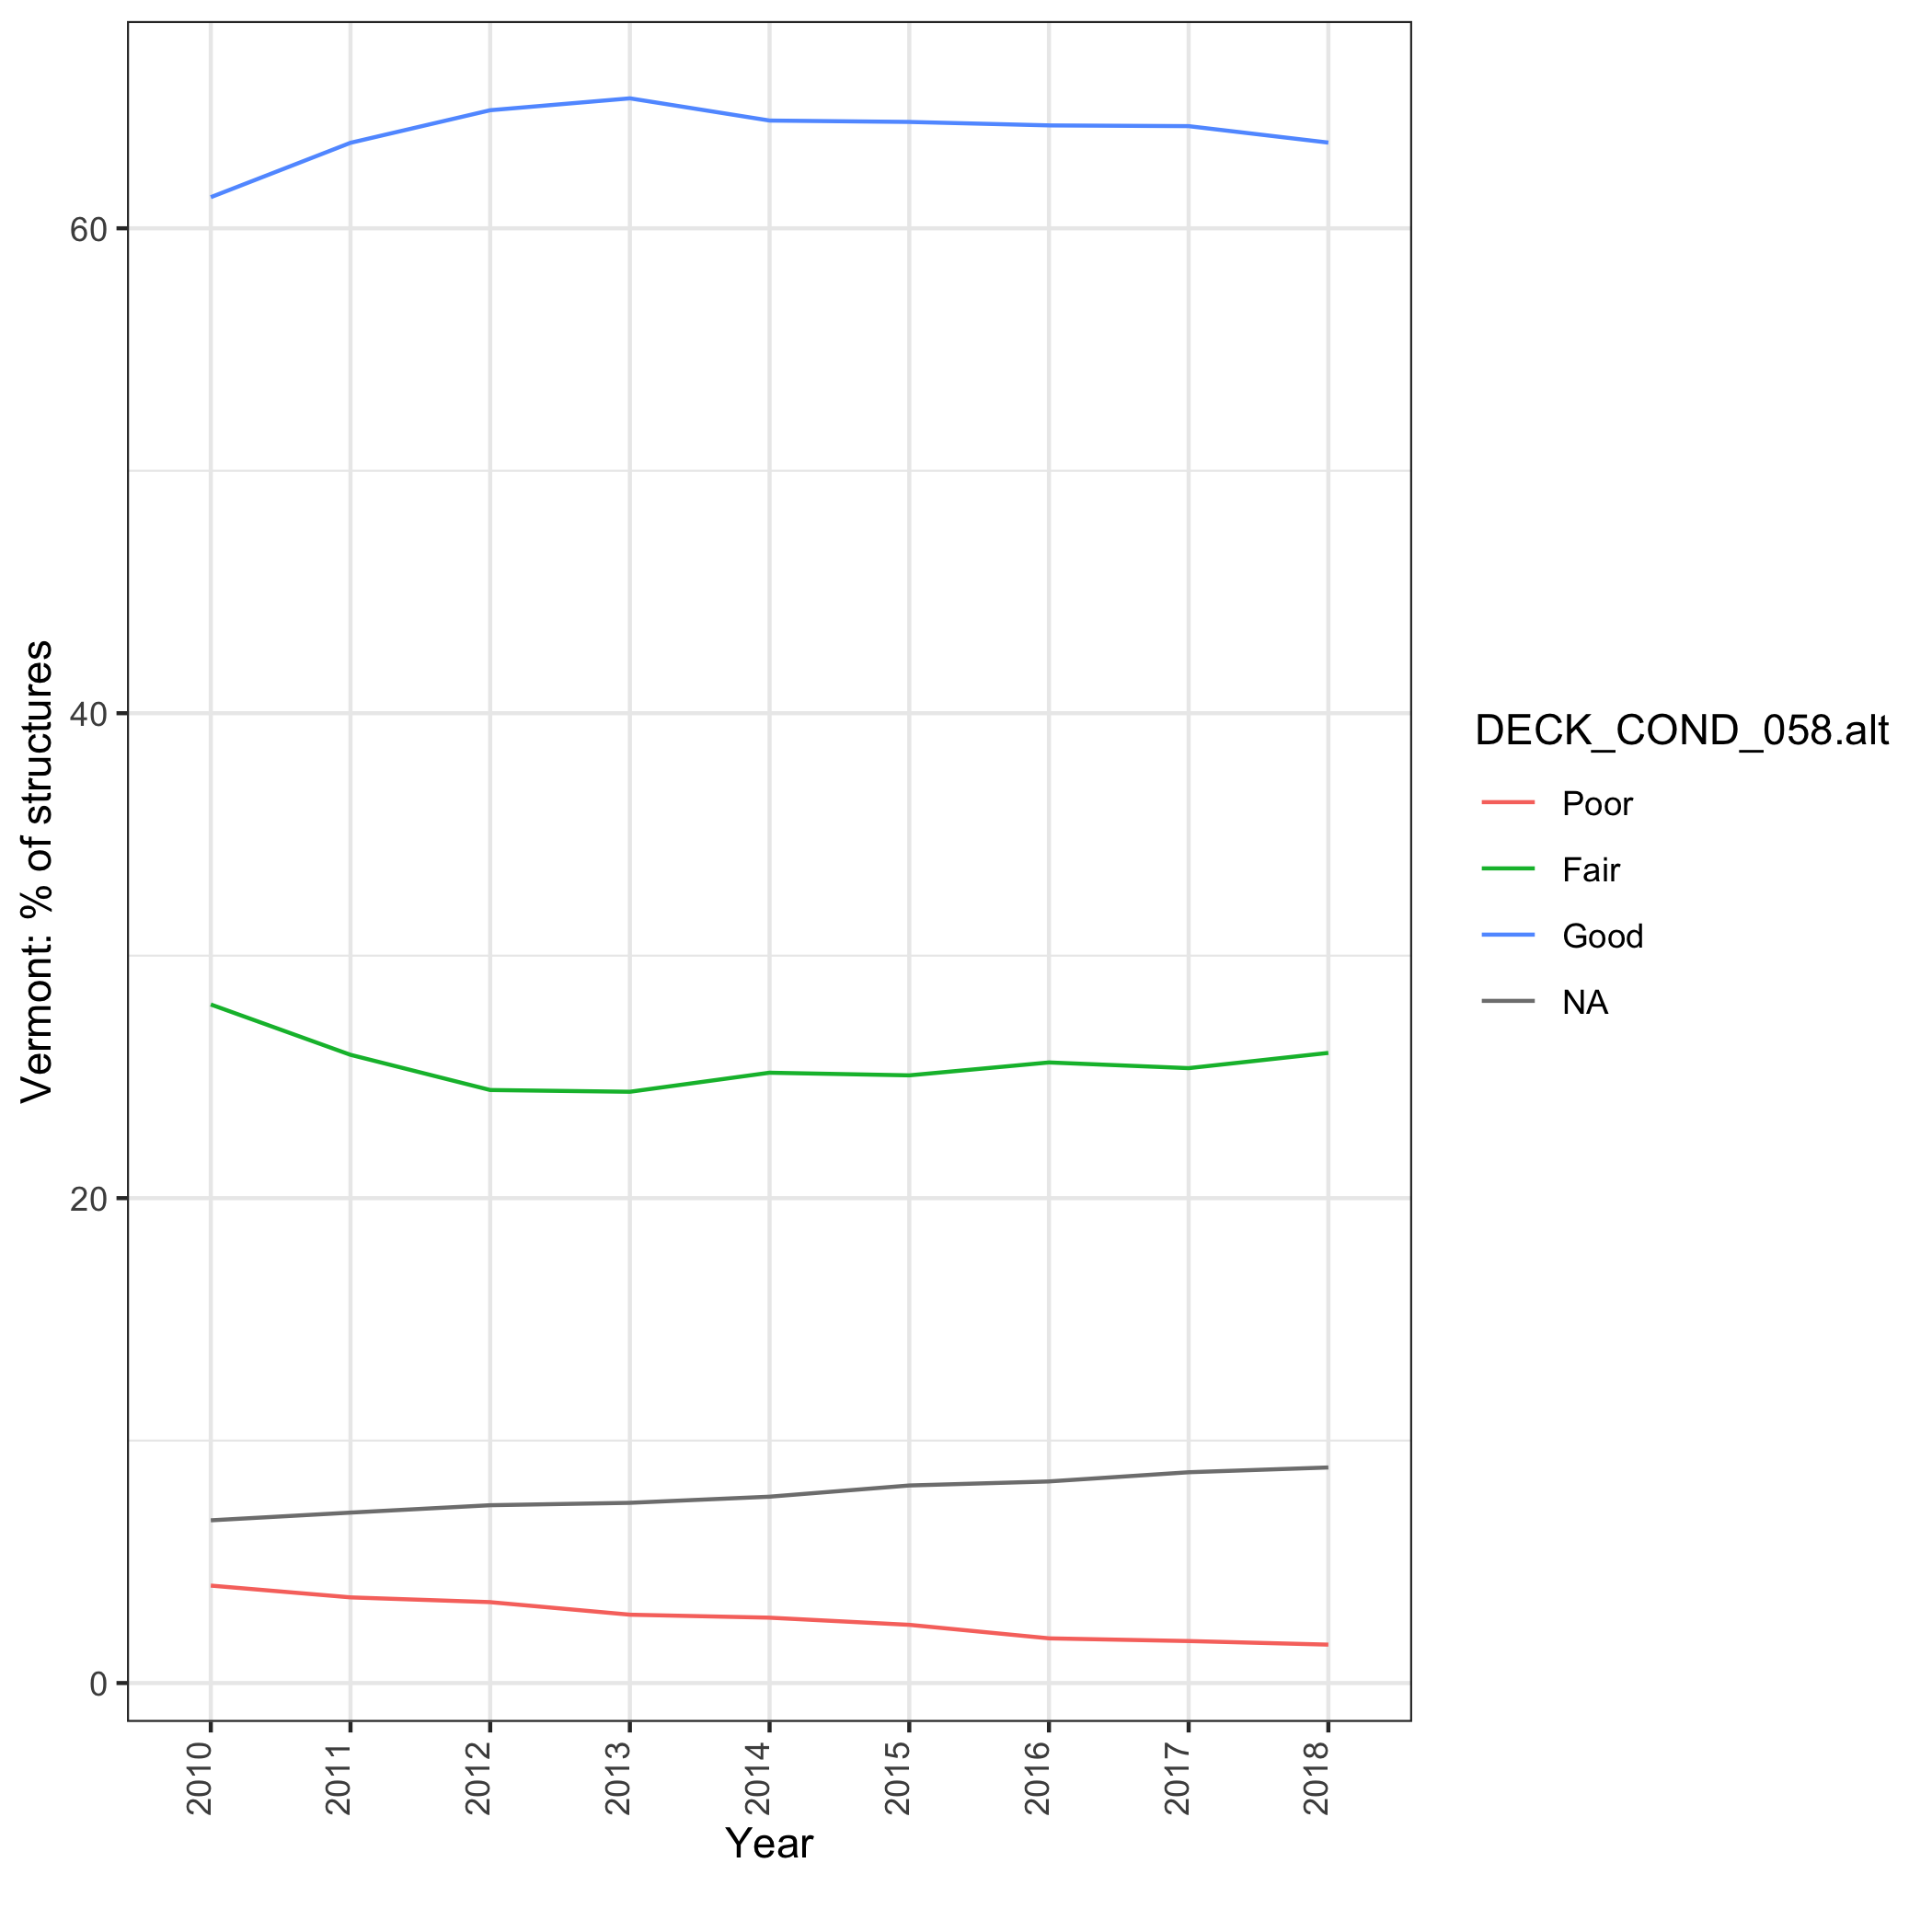 Vermont: % of structures
60
40
20
0
2010
2011
2012
2013
2014
2015
2016
2017
2018
Year
DECK_COND_058.alt
Poor
Fair
Good
NA